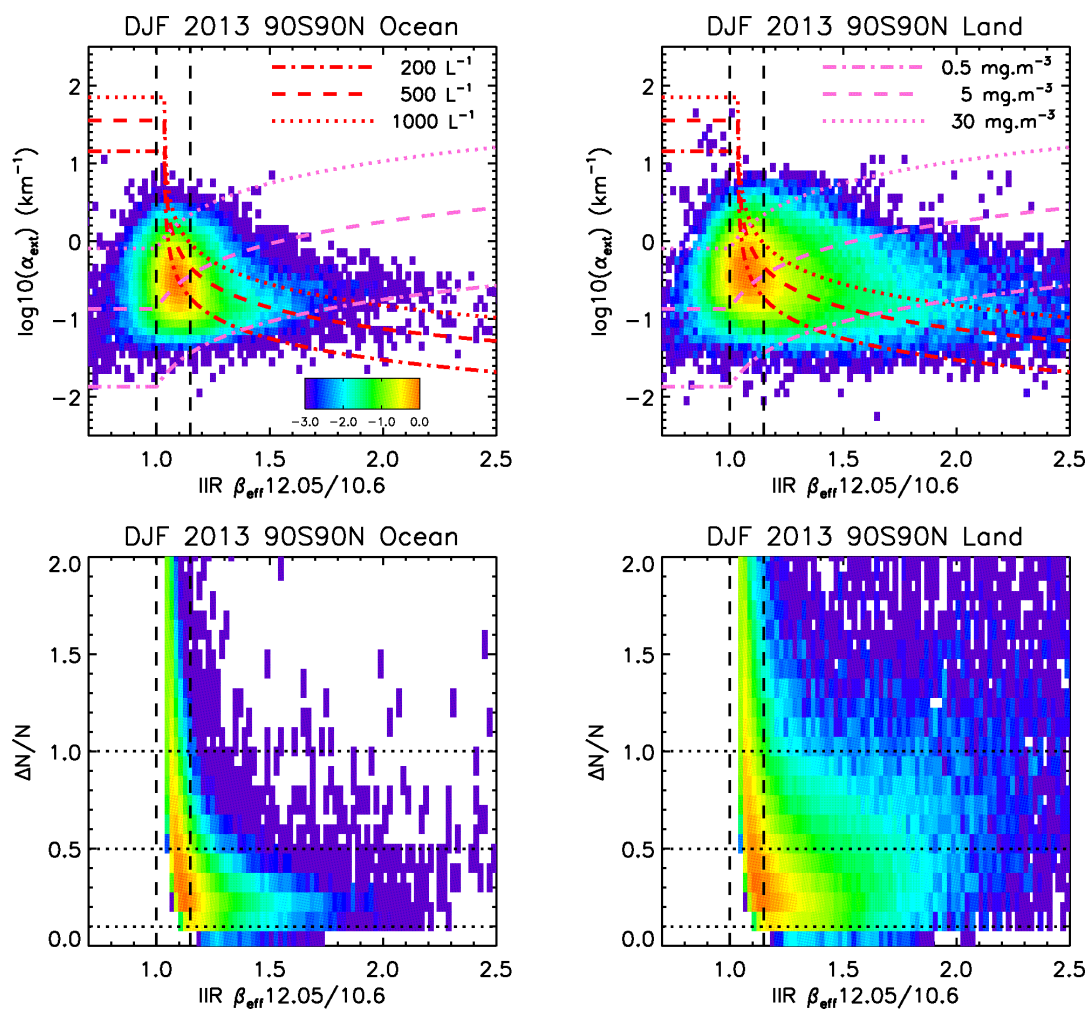 DJF 2013 90S90N Ocean
200 L⁻¹
500 L⁻¹
1000 L⁻¹
2
1
0
−1
−2
log10(α_ext) (km⁻¹)
−3.0 −2.0 −1.0 0.0
1.0 1.5 2.0 2.5
IIR β_eff12.05/10.6
DJF 2013 90S90N Land
0.5 mg.m⁻³
5 mg.m⁻³
30 mg.m⁻³
2
1
0
−1
−2
log10(α_ext) (km⁻¹)
1.0 1.5 2.0 2.5
IIR β_eff12.05/10.6
DJF 2013 90S90N Ocean
2.0
1.5
1.0
0.5
0.0
ΔN/N
1.0 1.5 2.0 2.5
IIR β_eff12.05/10.6
DJF 2013 90S90N Land
2.0
1.5
1.0
0.5
0.0
ΔN/N
1.0 1.5 2.0 2.5
IIR β_eff12.05/10.6